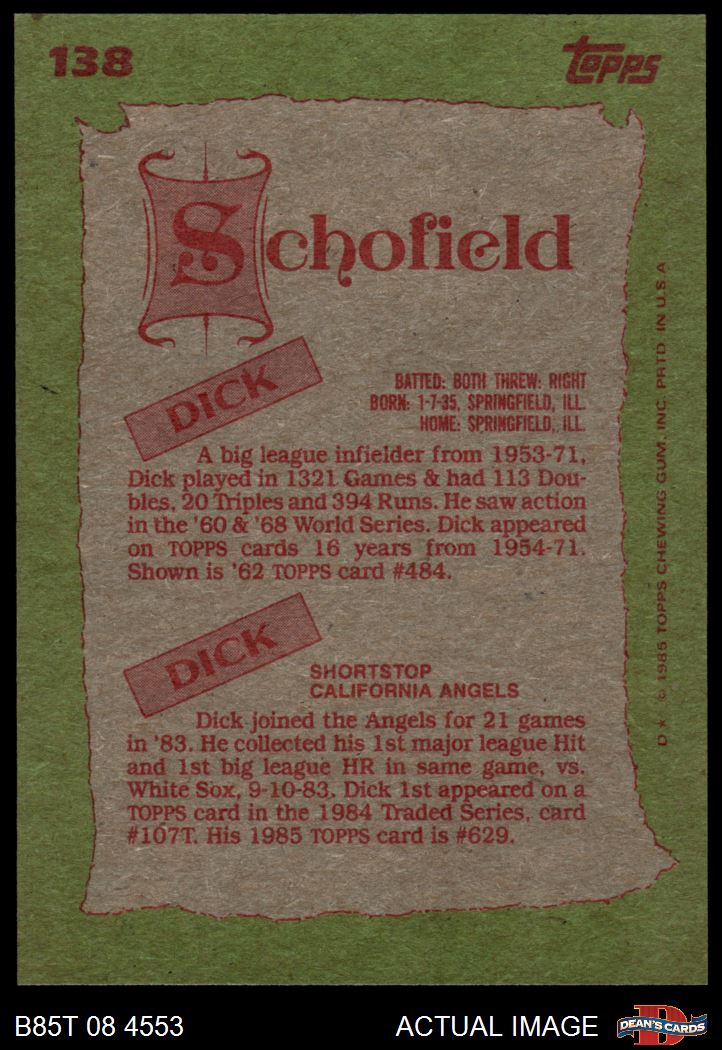 138
TOPPS
Schofield
DICK
BATTED: BOTH THREW: RIGHT
BORN: 1-7-35, SPRINGFIELD, ILL.
HOME: SPRINGFIELD, ILL.
A big league infielder from 1953-71,
Dick played in 1321 Games & had 113 Dou-
bles, 20 Triples and 394 Runs. He saw action
in the '60 & '68 World Series. Dick appeared
on TOPPS cards 16 years from 1954-71.
Shown is '62 TOPPS card #484.
DICK
SHORTSTOP
CALIFORNIA ANGELS
Dick joined the Angels for 21 games
in '83. He collected his 1st major league Hit
and 1st big league HR in same game, vs.
White Sox, 9-10-83. Dick 1st appeared on a
TOPPS card in the 1984 Traded Series, card
#107T. His 1985 TOPPS card is #629.
D* © 1985 TOPPS CHEWING GUM, INC. PRTD. IN U.S.A
B85T 08 4553
ACTUAL IMAGE
D
DEAN'S CARDS